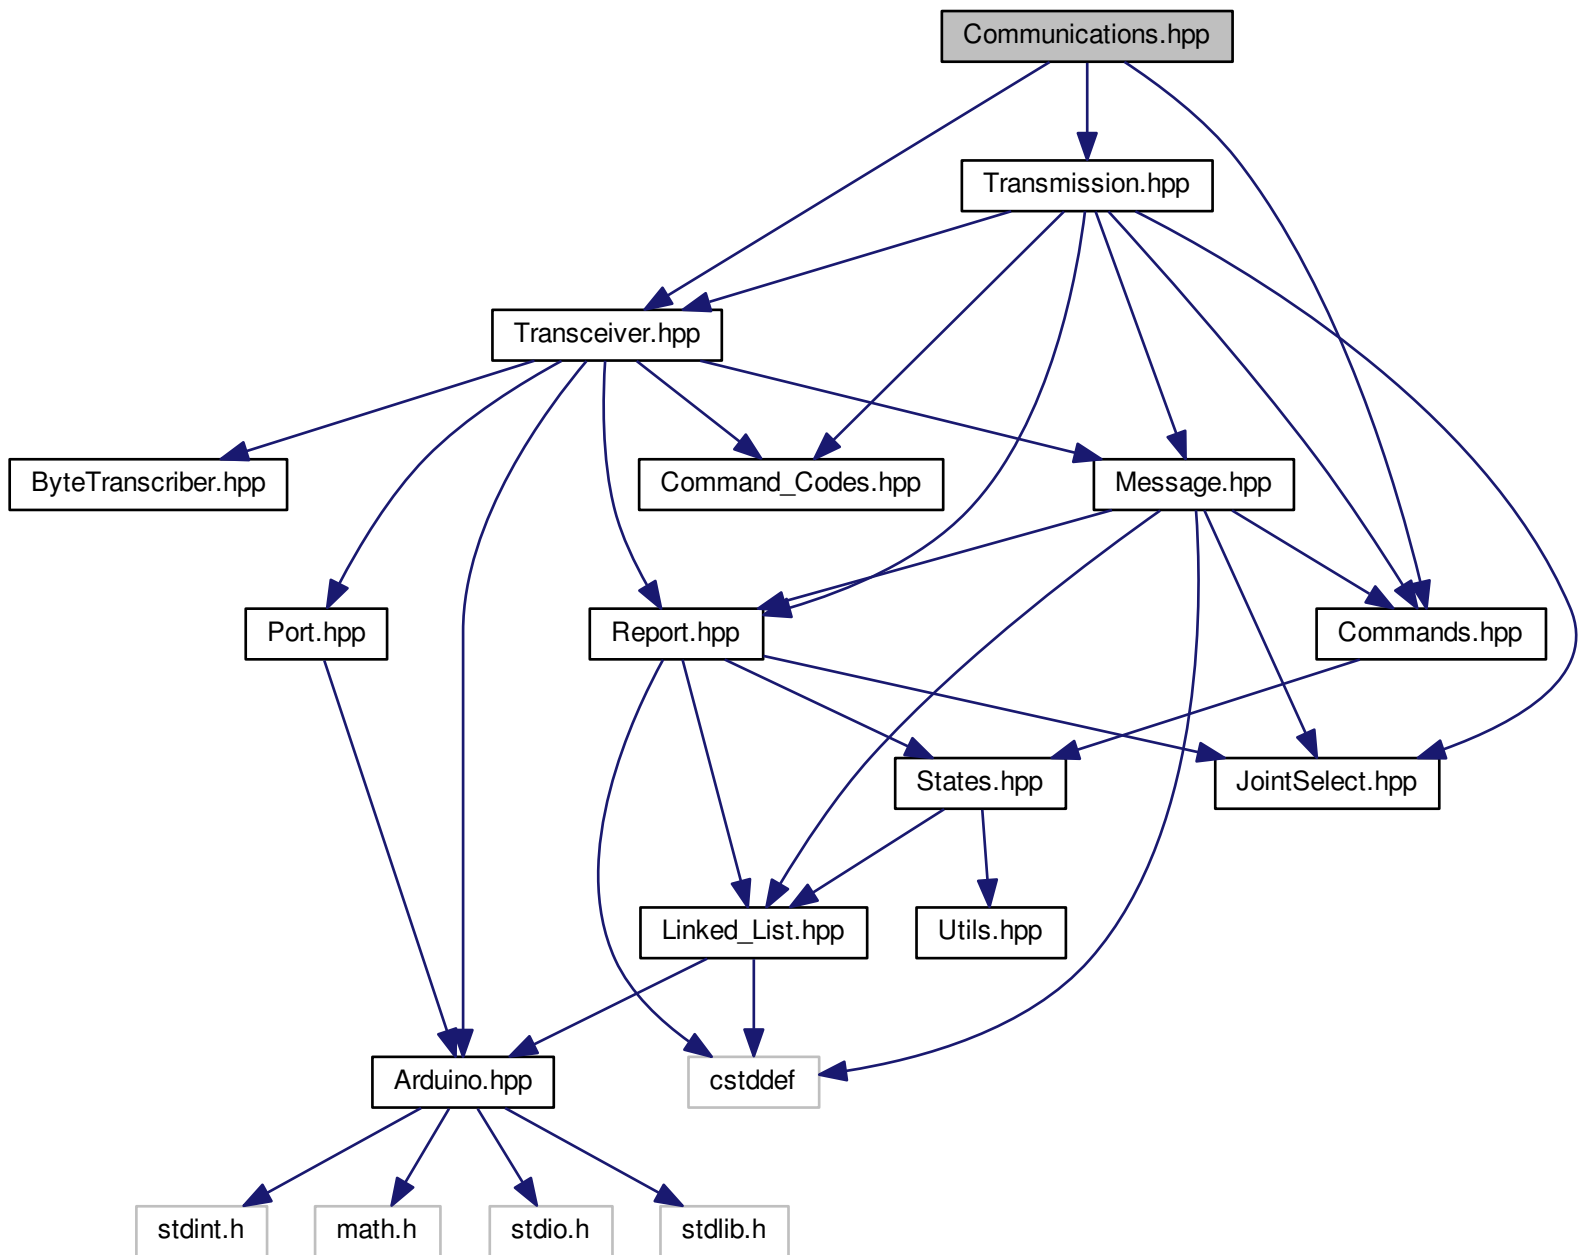 Communications.hpp
Transmission.hpp
Transceiver.hpp
ByteTranscriber.hpp
Command_Codes.hpp
Message.hpp
Port.hpp
Report.hpp
Commands.hpp
States.hpp
JointSelect.hpp
Linked_List.hpp
Utils.hpp
Arduino.hpp
cstddef
stdint.h
math.h
stdio.h
stdlib.h